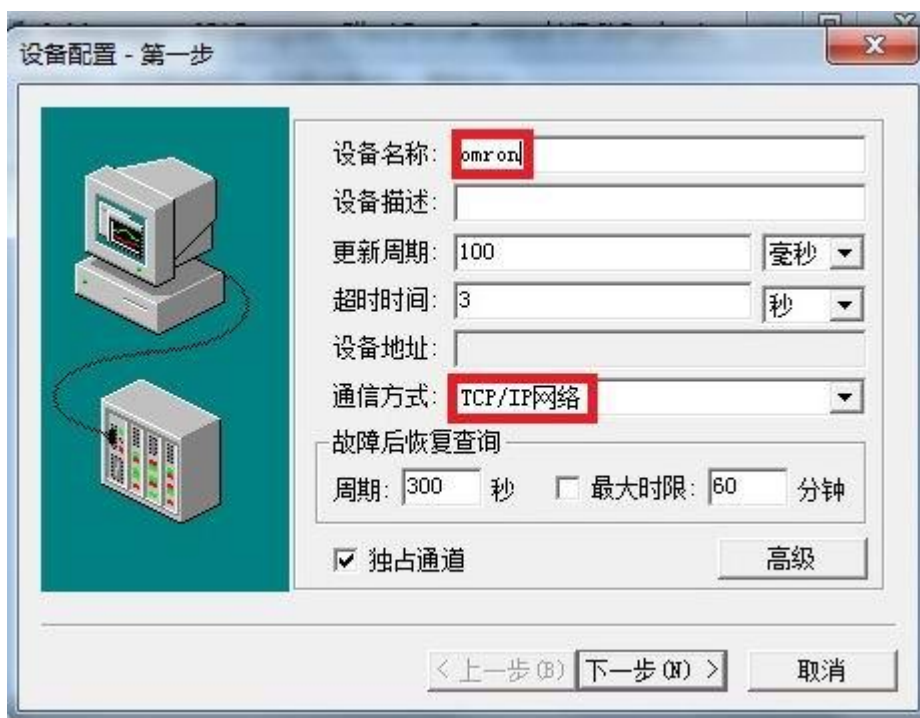 设备配置 - 第一步
设备名称: omron
设备描述:
更新周期: 100 毫秒
超时时间: 3 秒
设备地址:
通信方式: TCP/IP网络
故障后恢复查询
周期: 300 秒 最大时限: 60 分钟
独占通道 高级
< 上一步(B) 下一步(N) > 取消